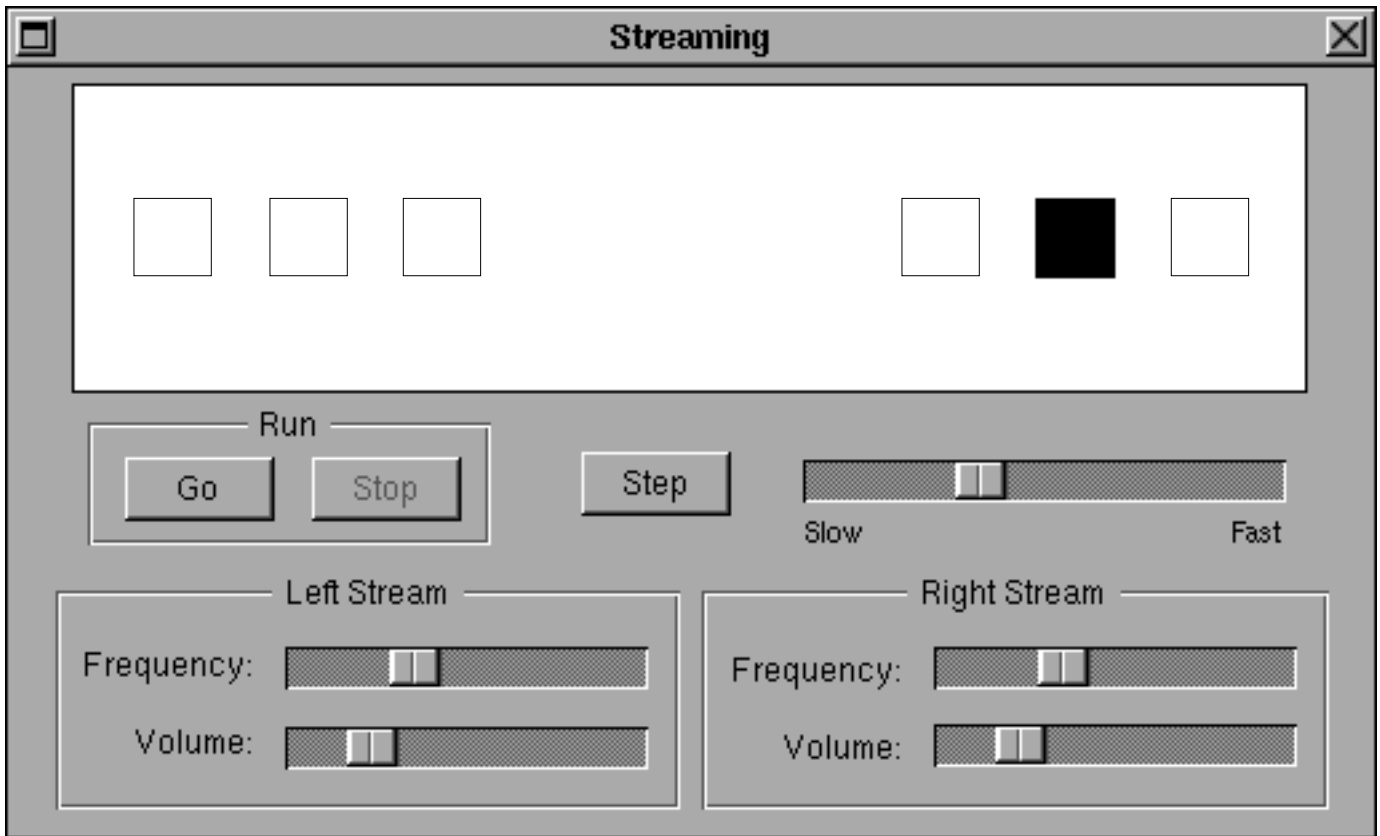 Streaming
Run
Go
Stop
Step
Slow
Fast
Left Stream
Frequency:
Volume:
Right Stream
Frequency:
Volume: